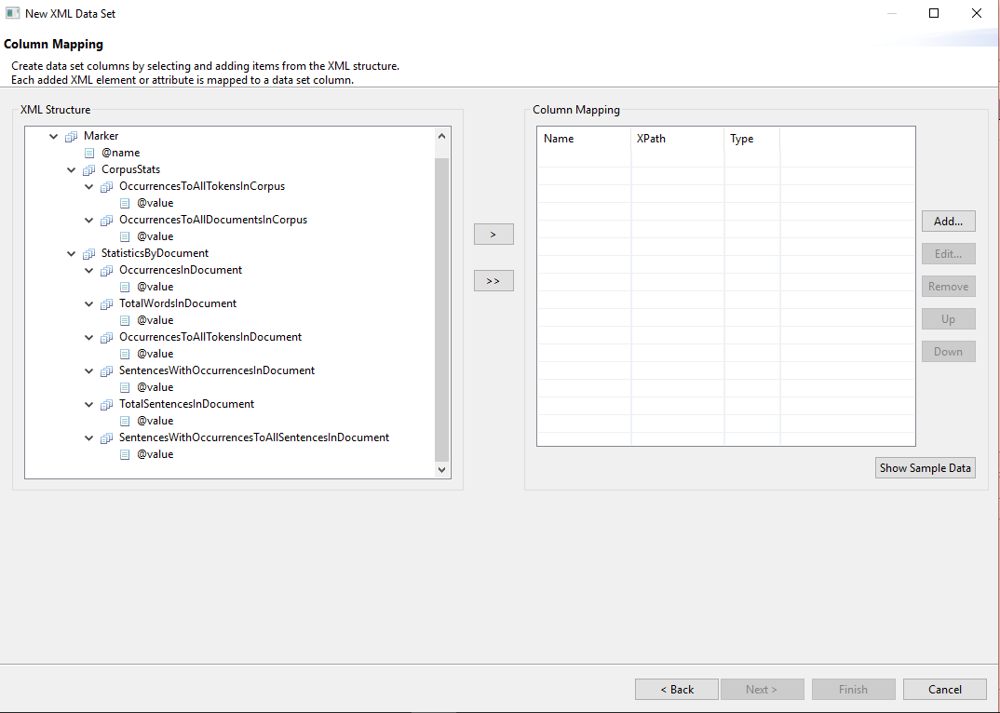 New XML Data Set
Column Mapping
Create data set columns by selecting and adding items from the XML structure.
Each added XML element or attribute is mapped to a data set column.
XML Structure
Marker
@name
CorpusStats
OccurrencesToAllTokensInCorpus
@value
OccurrencesToAllDocumentsInCorpus
@value
StatisticsByDocument
OccurrencesInDocument
@value
TotalWordsInDocument
@value
OccurrencesToAllTokensInDocument
@value
SentencesWithOccurrencesInDocument
@value
TotalSentencesInDocument
@value
SentencesWithOccurrencesToAllSentencesInDocument
@value
>
>>
Column Mapping
Name XPath Type
Add...
Edit...
Remove
Up
Down
Show Sample Data
< Back Next > Finish Cancel